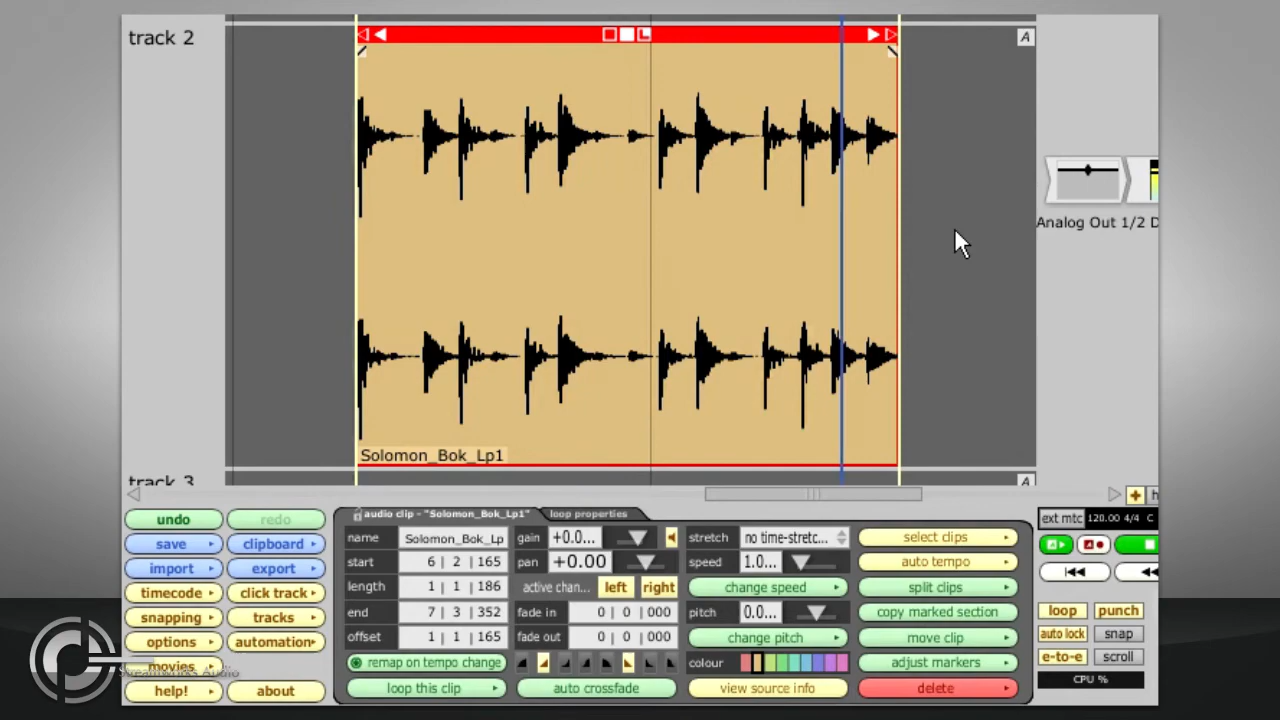 track 2
A
Analog Out 1/2 D
Solomon_Bok_Lp1
track 3
A
undo redo
save clipboard
import export
timecode click track
snapping tracks
options automation
movies
help! about
audio clip - "Solomon_Bok_Lp1" loop properties
name Solomon_Bok_Lp
start 6| 2 |165
length 1| 1 |186
end 7| 3 |352
offset 1| 1 |165
remap on tempo change
loop this clip
gain +0.0...
pan +0.00
active chan... left right
fade in 0| 0 |000
fade out 0| 0 |000
auto crossfade
stretch no time-stretc...
speed 1.0...
change speed
pitch 0.0...
change pitch
colour
view source info
select clips
auto tempo
split clips
copy marked section
move clip
adjust markers
delete
ext mtc 120.00 4/4 C
loop punch
auto lock snap
e-to-e scroll
CPU %